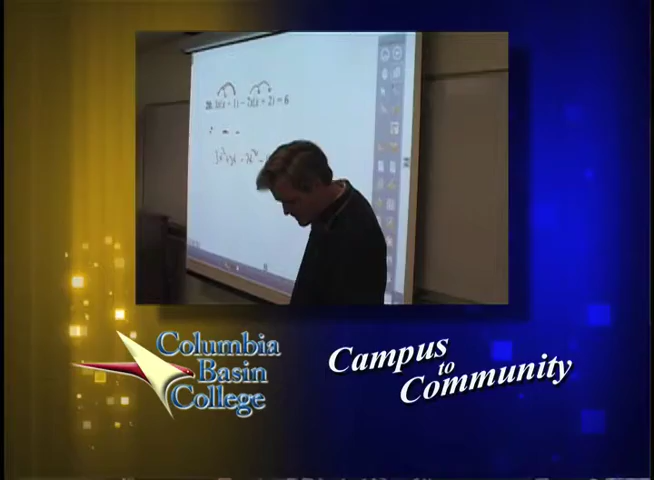 20. 3x(x + 1) - 2x(x + 2) = 6
Columbia
Basin
College
Campus
to
Community